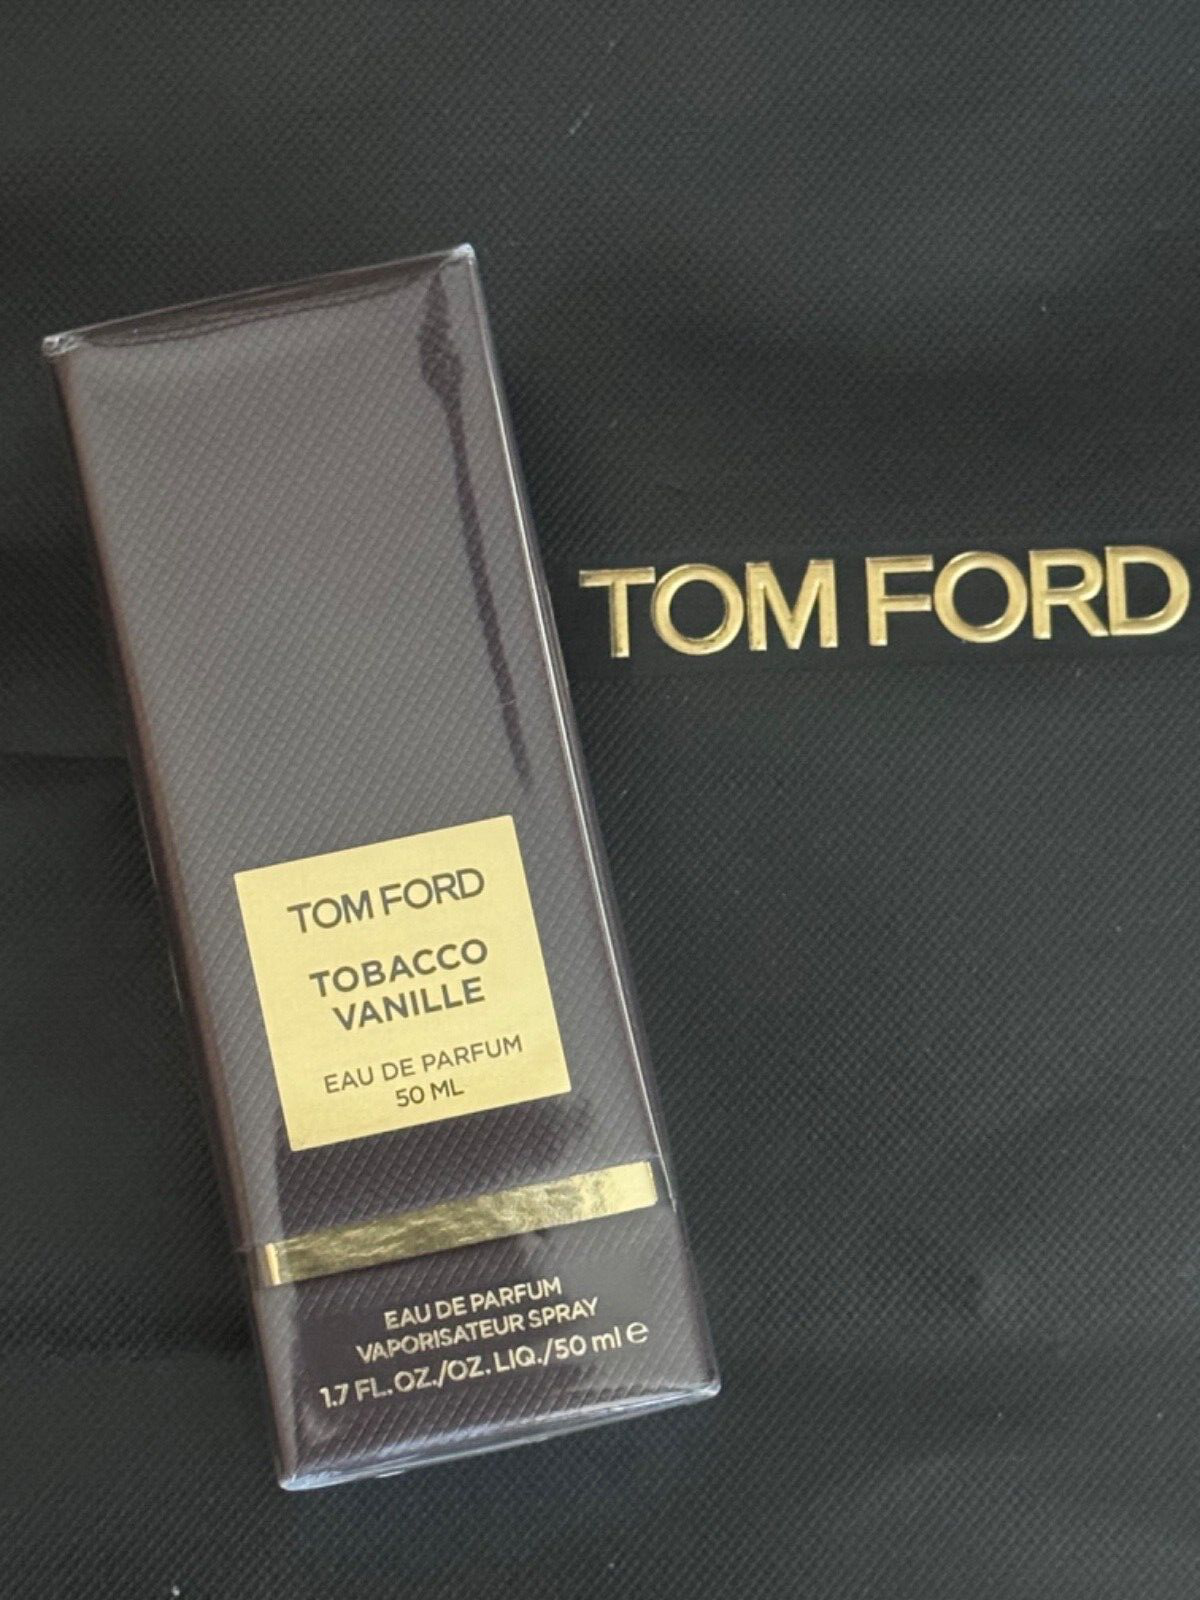 TOM FORD
TOM FORD
TOBACCO
VANILLE
EAU DE PARFUM
50 ML
EAU DE PARFUM
VAPORISATEUR SPRAY
1.7 FL. OZ./OZ. LIQ./50 ml ℮